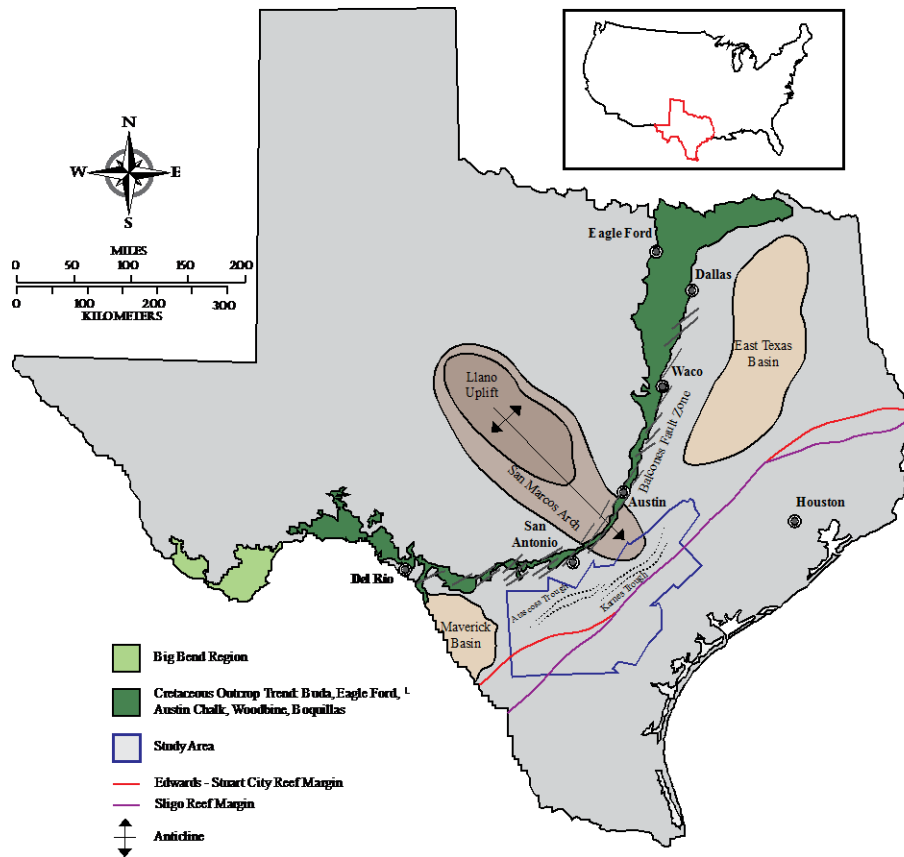 N
W
E
S
MILES
0 50 100 150 200
0 100 200 300
KILOMETERS
Eagle Ford
Dallas
East Texas
Basin
Waco
Llano
Uplift
Balcones Fault Zone
San Marcos Arch
Austin
San
Antonio
Houston
Del Rio
Karnes Trough
Trough
Maverick
Basin
Big Bend Region
Cretaceous Outcrop Trend: Buda, Eagle Ford, L
Austin Chalk, Woodbine, Boquillas
Study Area
Edwards - Stuart City Reef Margin
Sligo Reef Margin
Anticline